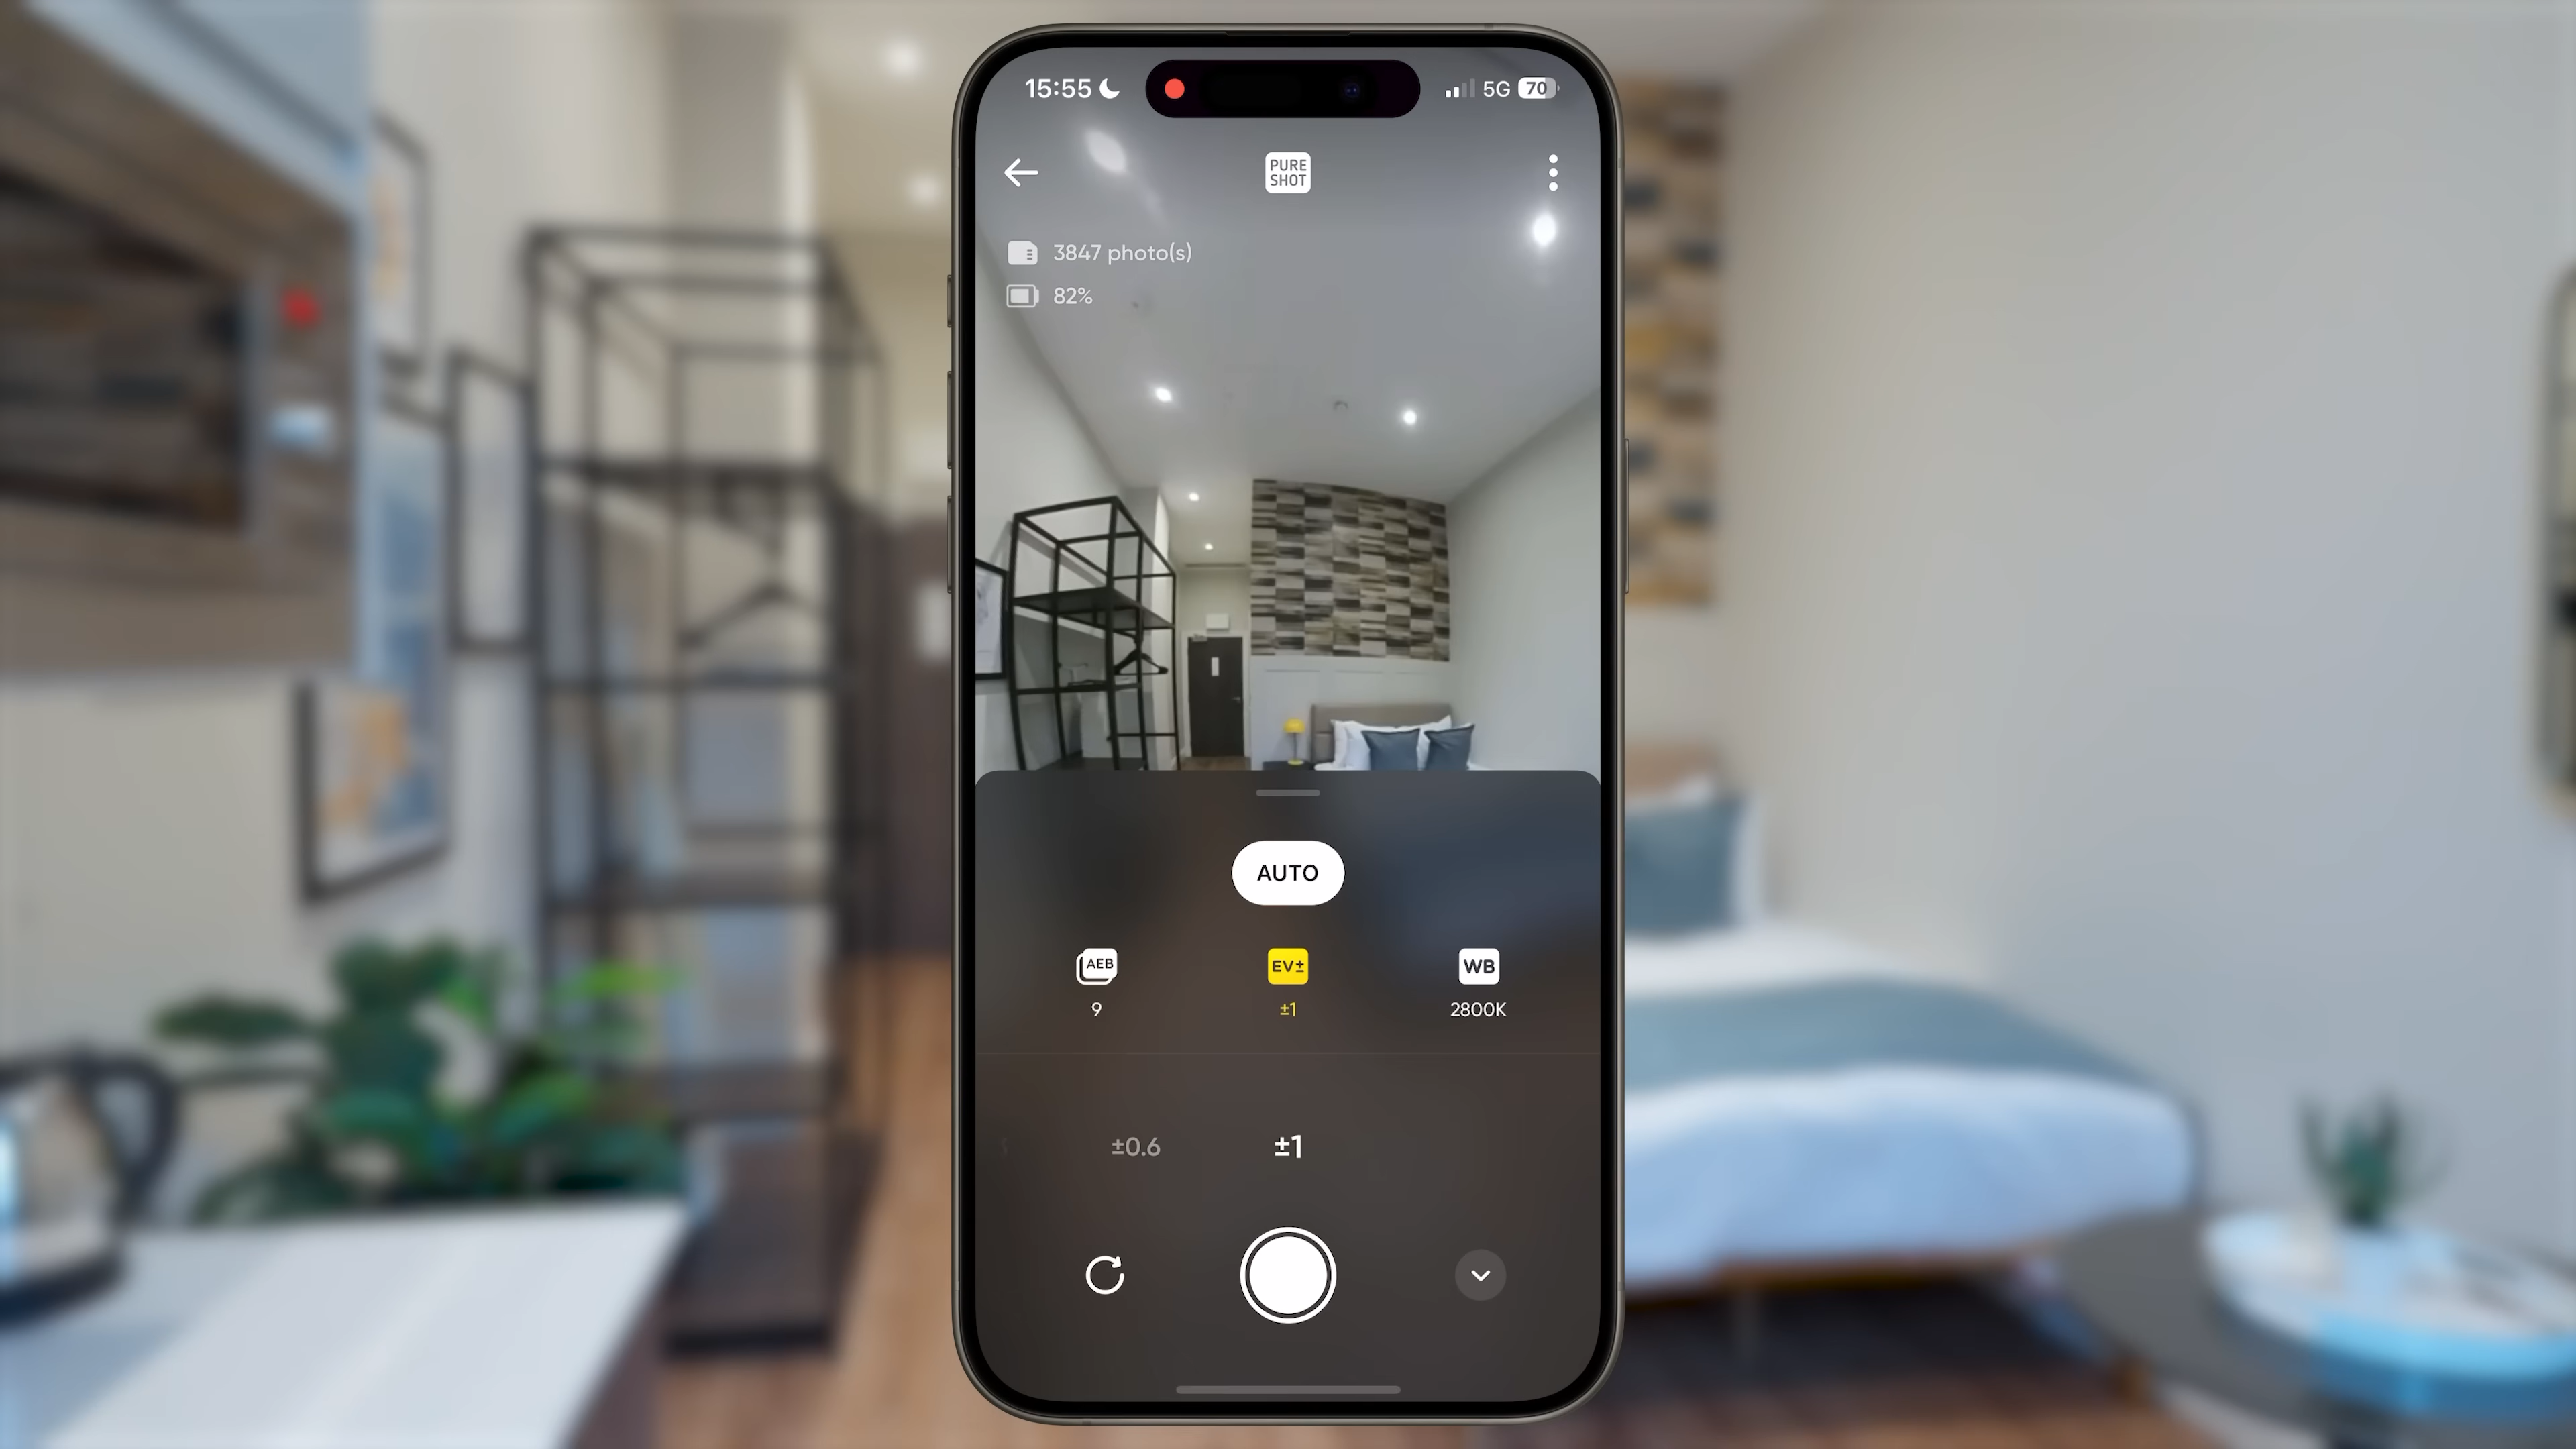 15:55
5G 70
PURE
SHOT
3847 photo(s)
82%
AUTO
AEB EV± WB
9 ±1 2800K
±0.6 ±1